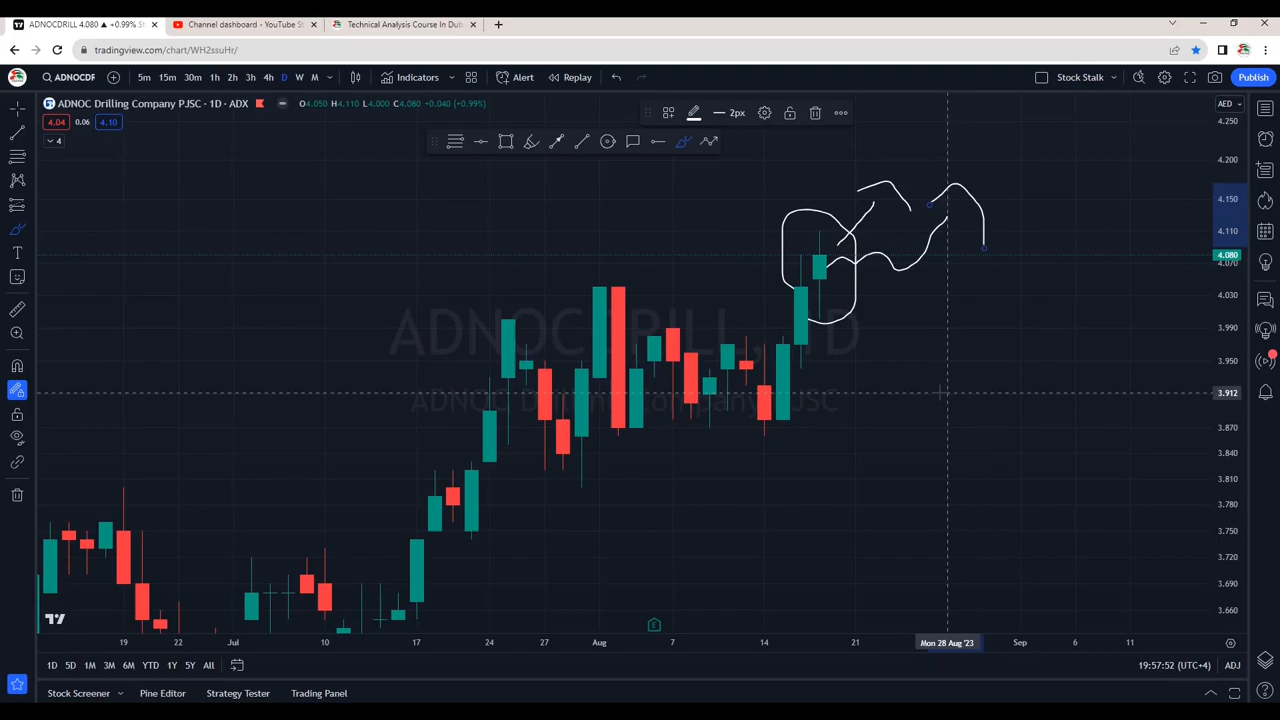 ADNOCDRILL 4.080 ▲ +0.99% St
Channel dashboard - YouTube St
Technical Analysis Course In Dub
tradingview.com/chart/WH2ssuHr/
ADNOCDF
5m 15m 30m 1h 2h 3h 4h D W M
Indicators
Alert
Replay
Stock Stalk
Publish
ADNOC Drilling Company PJSC · 1D · ADX
O4.050 H4.110 L4.000 C4.080 +0.040 (+0.99%)
4.04 0.06 4.10
4
2px
AED
4.250
4.200
4.150
4.110
4.080
4.070
4.030
3.990
3.950
3.912
3.870
3.840
3.810
3.780
3.750
3.720
3.690
3.660
ADNOCDRILL, 1D
ADNOC Drilling Company PJSC
E
19 22 Jul 10 17 24 27 Aug 7 14 21 Mon 28 Aug '23 Sep 6 11
1D 5D 1M 3M 6M YTD 1Y 5Y All
19:57:52 (UTC+4) ADJ
Stock Screener Pine Editor Strategy Tester Trading Panel